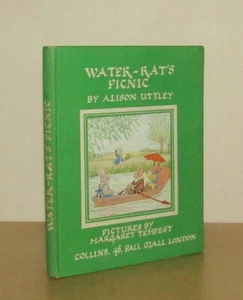 WATER-RAT'S PICNIC
WATER-RAT'S
PICNIC
BY ALISON UTTLEY
PICTURES BY
MARGARET TEMPEST
COLLINS, 48, PALL MALL LONDON